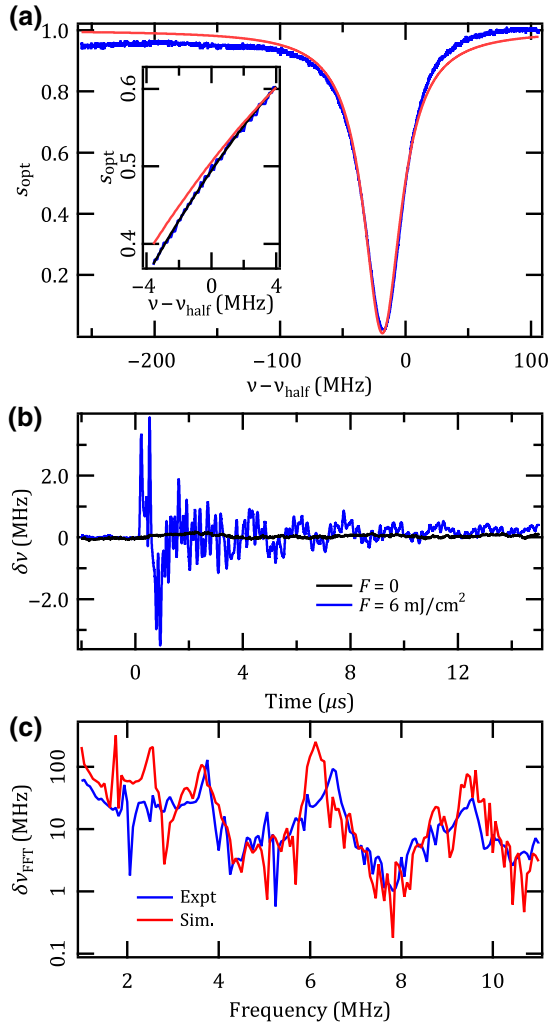 (a)
1.0
0.8
0.6
0.4
0.2
s_opt
0.6
0.5
0.4
s_opt
−4 0 4
ν − ν_half (MHz)
−200 −100 0 100
ν − ν_half (MHz)
(b)
2.0
0
−2.0
δν (MHz)
F = 0
F = 6 mJ/cm²
0 4 8 12
Time (μs)
(c)
100
10
1
0.1
δν_FFT (MHz)
Expt
Sim.
2 4 6 8 10
Frequency (MHz)